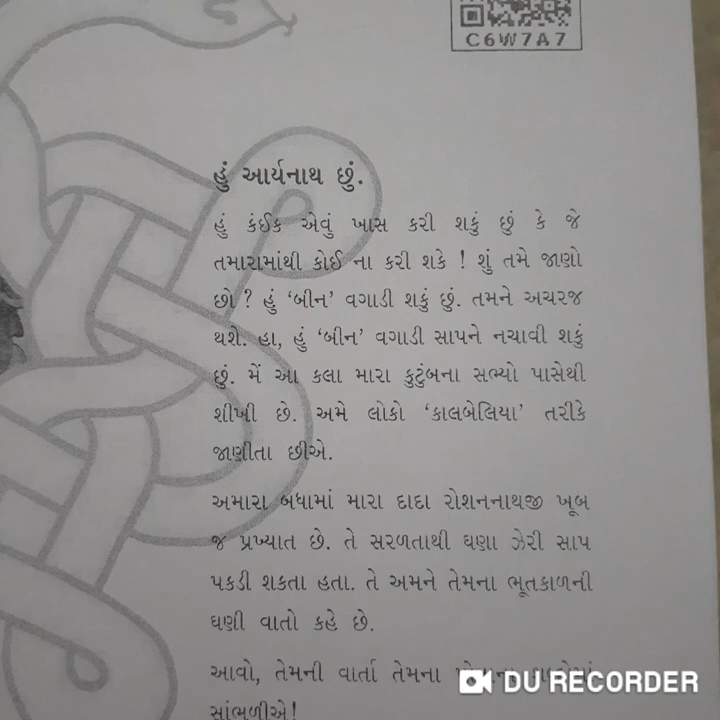 C6W7A7
હું આર્યનાથ છું.
હું કંઈક એવું ખાસ કરી શકું છું કે જે
તમારામાંથી કોઈ ના કરી શકે ! શું તમે જાણો
છો ? હું ‘બીન’ વગાડી શકું છું. તમને અચરજ
થશે. હા, હું ‘બીન’ વગાડી સાપને નચાવી શકું
છું. મેં આ કલા મારા કુટુંબના સભ્યો પાસેથી
શીખી છે. અમે લોકો ‘કાલબેલિયા’ તરીકે
જાણીતા છીએ.
અમારા બધામાં મારા દાદા રોશનનાથજી ખૂબ
જ પ્રખ્યાત છે. તે સરળતાથી ઘણા ઝેરી સાપ
પકડી શકતા હતા. તે અમને તેમના ભૂતકાળની
ઘણી વાતો કહે છે.
આવો, તેમની વાર્તા તેમના
DU RECORDER
સાંભળીએ!